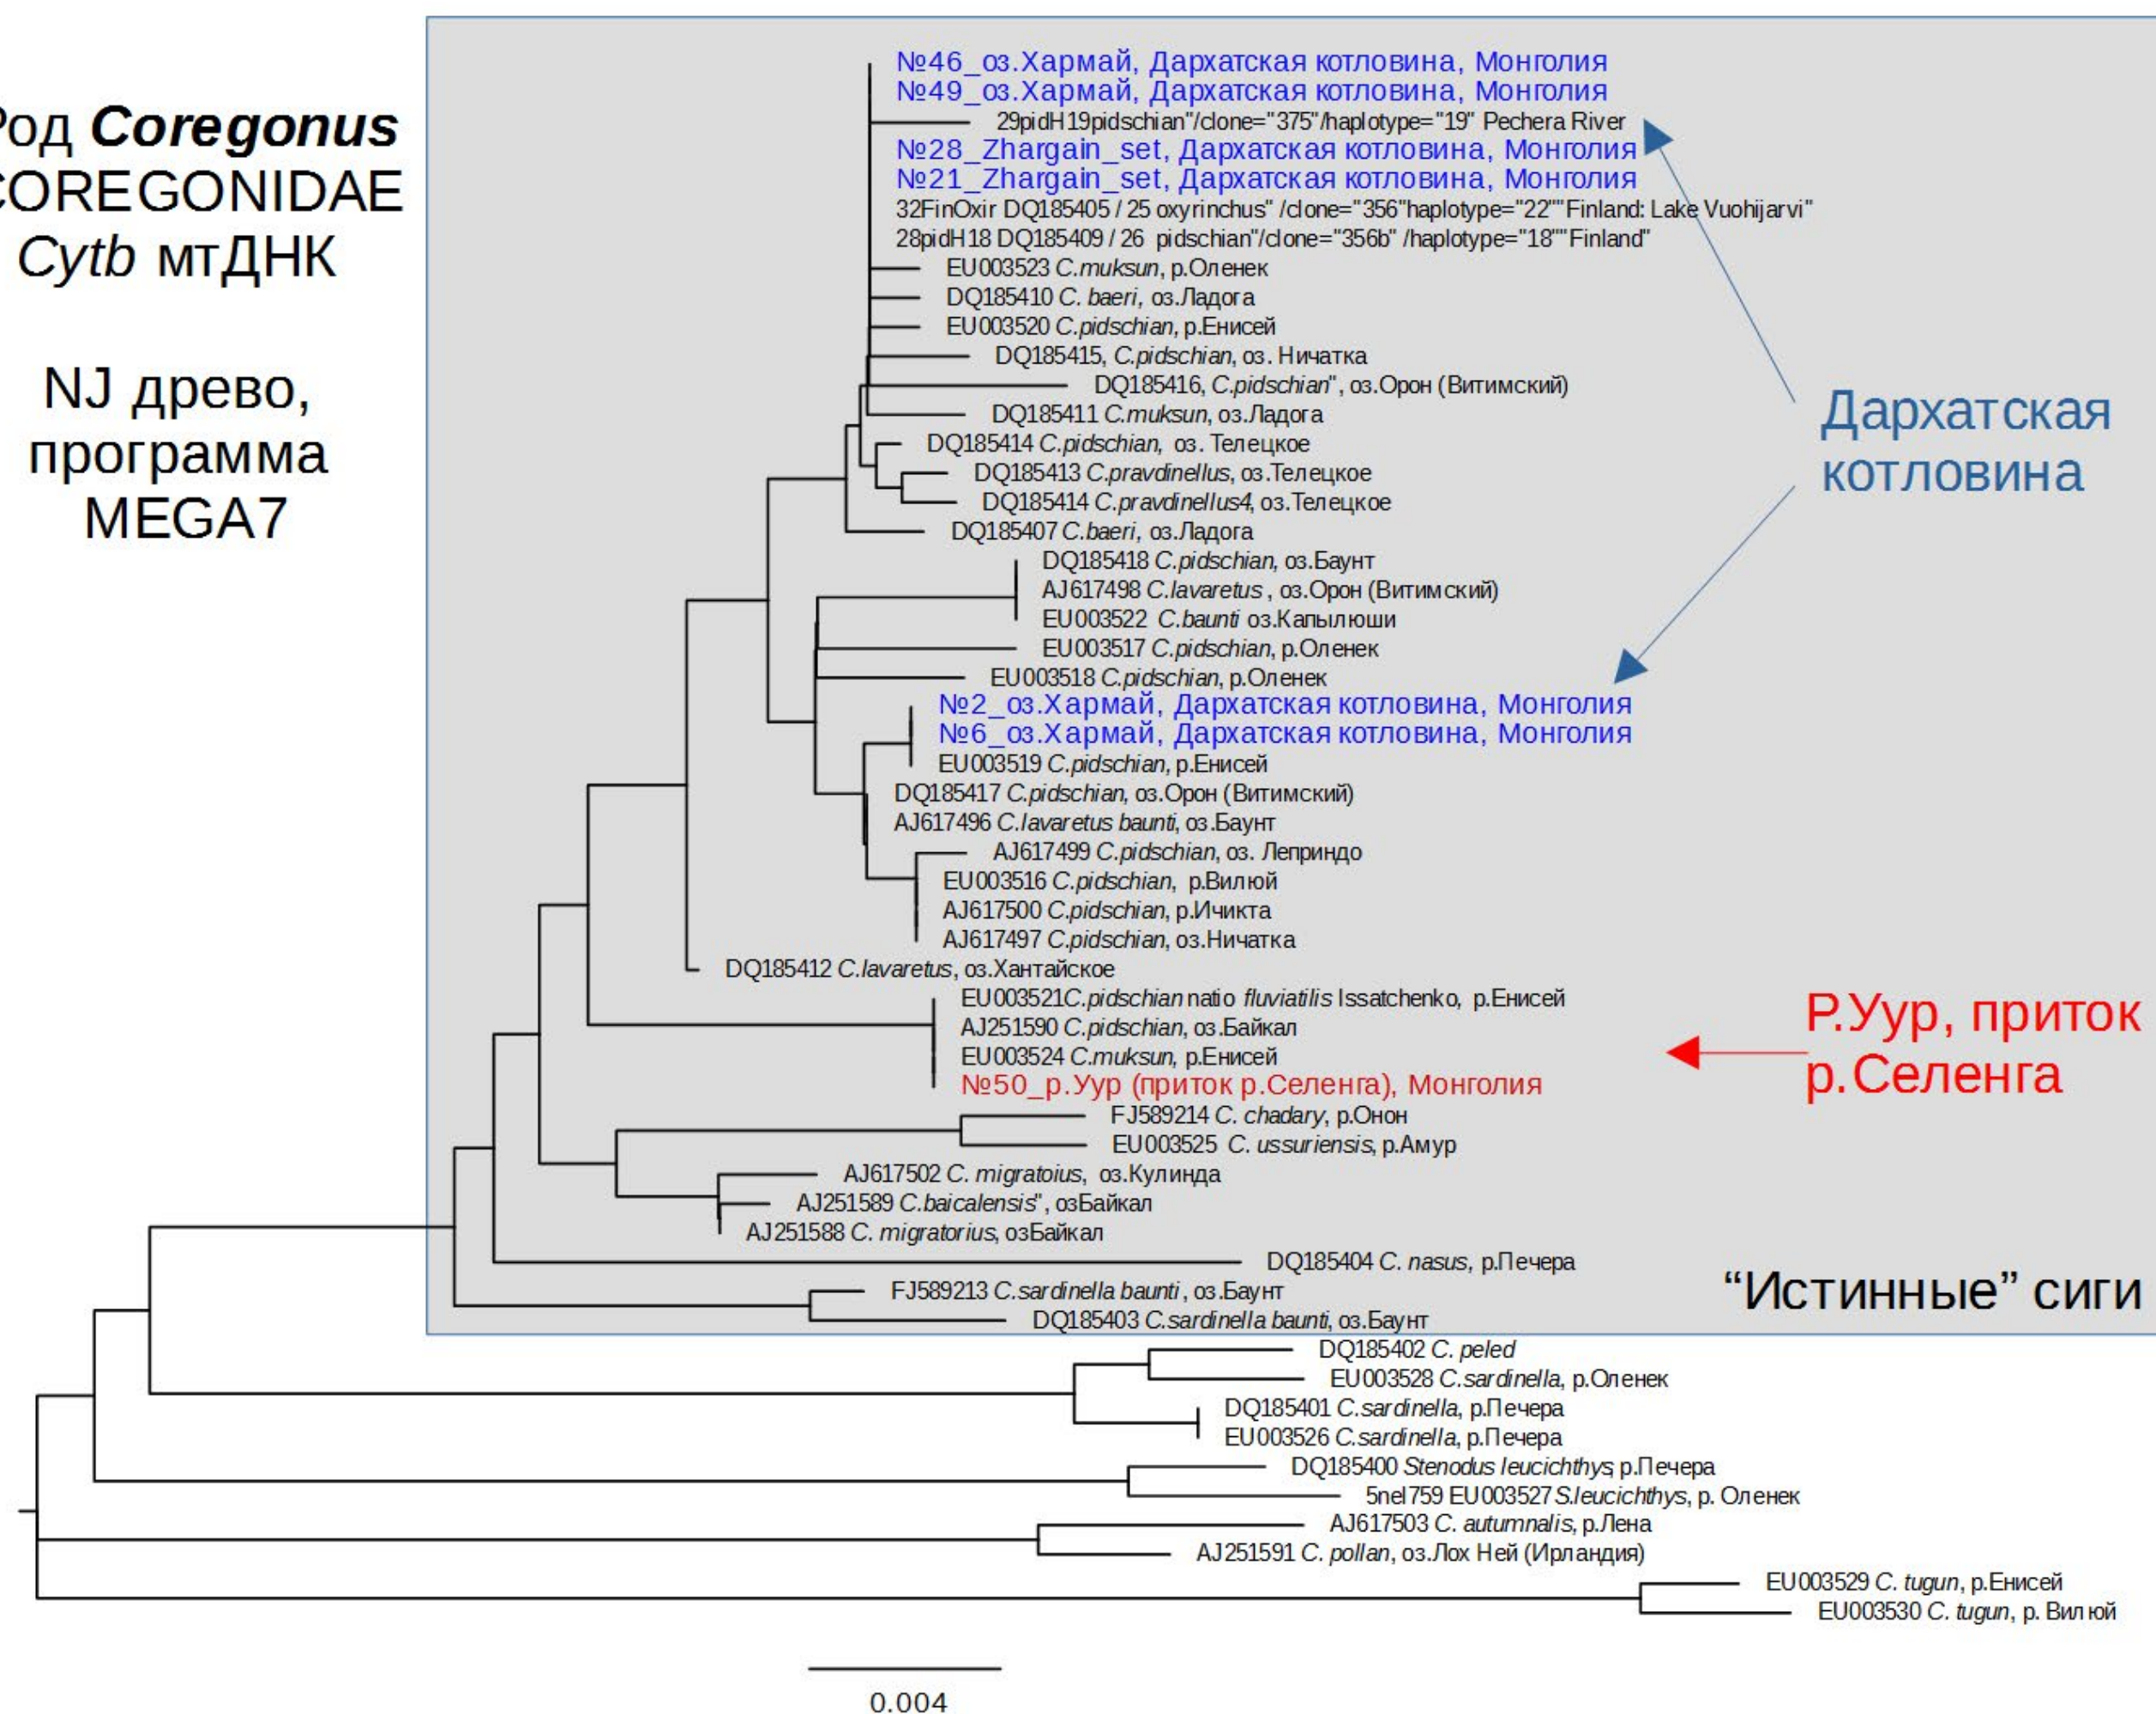 Род Coregonus
COREGONIDAE
Cytb мтДНК
NJ древо,
программа
MEGA7
№46_оз.Хармай, Дархатская котловина, Монголия
№49_оз.Хармай, Дархатская котловина, Монголия
29pidH19pidschian"/clone="375"/haplotype="19" Pechera River
№28_Zhargain_set, Дархатская котловина, Монголия
№21_Zhargain_set, Дархатская котловина, Монголия
32FinOxir DQ185405 / 25 oxyrinchus" /clone="356"haplotype="22""Finland: Lake Vuohijarvi"
28pidH18 DQ185409 / 26 pidschian"/clone="356b" /haplotype="18""Finland"
EU003523 C.muksun, р.Оленек
DQ185410 C. baeri, оз.Ладога
EU003520 C.pidschian, р.Енисей
DQ185415, C.pidschian, оз. Ничатка
DQ185416, C.pidschian", оз.Орон (Витимский)
DQ185411 C.muksun, оз.Ладога
DQ185414 C.pidschian, оз. Телецкое
DQ185413 C.pravdinellus, оз.Телецкое
DQ185414 C.pravdinellus4, оз.Телецкое
DQ185407 C.baeri, оз.Ладога
DQ185418 C.pidschian, оз.Баунт
AJ617498 C.lavaretus , оз.Орон (Витимский)
EU003522 C.baunti оз.Капылюши
EU003517 C.pidschian, р.Оленек
EU003518 C.pidschian, р.Оленек
№2_оз.Хармай, Дархатская котловина, Монголия
№6_оз.Хармай, Дархатская котловина, Монголия
EU003519 C.pidschian, р.Енисей
DQ185417 C.pidschian, оз.Орон (Витимский)
AJ617496 C.lavaretus baunti, оз.Баунт
AJ617499 C.pidschian, оз. Леприндо
EU003516 C.pidschian, р.Вилюй
AJ617500 C.pidschian, р.Ичикта
AJ617497 C.pidschian, оз.Ничатка
DQ185412 C.lavaretus, оз.Хантайское
EU003521C.pidschian natio fluviatilis Issatchenko, р.Енисей
AJ251590 C.pidschian, оз.Байкал
EU003524 C.muksun, р.Енисей
№50_р.Уур (приток р.Селенга), Монголия
FJ589214 C. chadary, р.Онон
EU003525 C. ussuriensis, р.Амур
AJ617502 C. migratoius, оз.Кулинда
AJ251589 C.baicalensis", озБайкал
AJ251588 C. migratorius, озБайкал
DQ185404 C. nasus, р.Печера
FJ589213 C.sardinella baunti , оз.Баунт
DQ185403 C.sardinella baunti, оз.Баунт
DQ185402 C. peled
EU003528 C.sardinella, р.Оленек
DQ185401 C.sardinella, р.Печера
EU003526 C.sardinella, р.Печера
DQ185400 Stenodus leucichthys, р.Печера
5nel759 EU003527 S.leucichthys, р. Оленек
AJ617503 C. autumnalis, р.Лена
AJ251591 C. pollan, оз.Лох Ней (Ирландия)
EU003529 C. tugun, р.Енисей
EU003530 C. tugun, р. Вилюй
0.004
Дархатская
котловина
Р.Уур, приток
р.Селенга
“Истинные” сиги